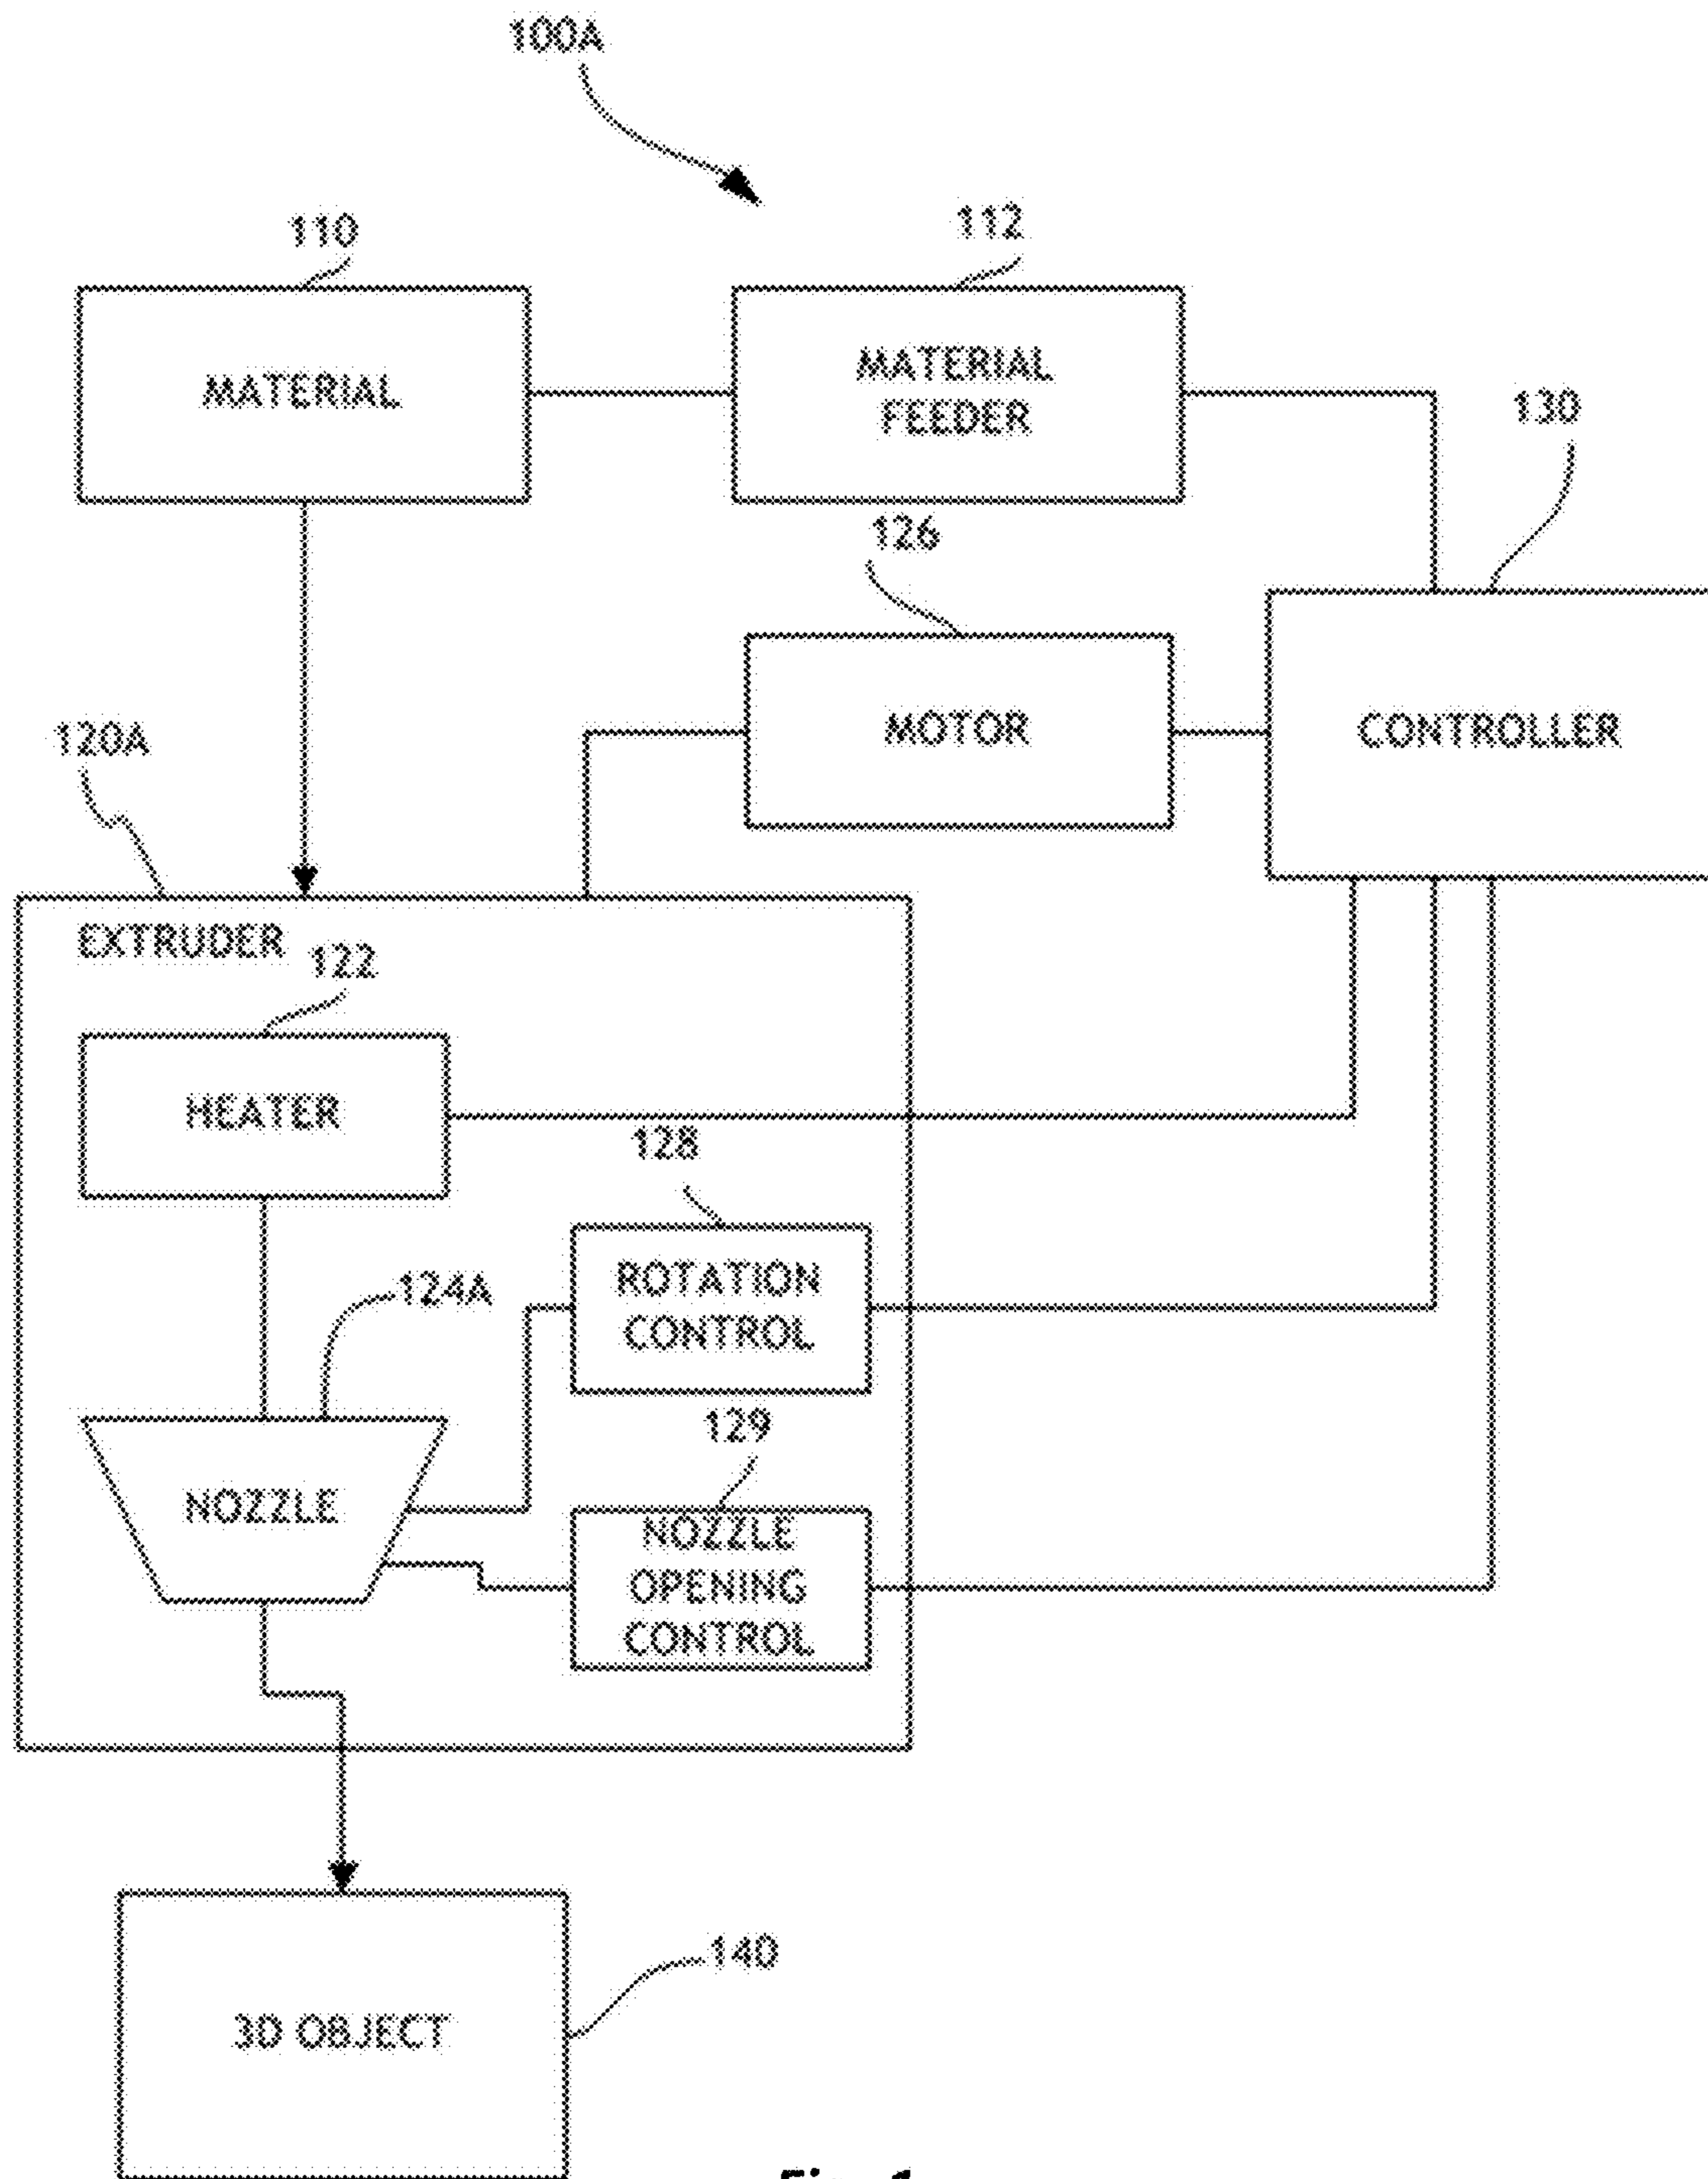 100A
110
112
MATERIAL
MATERIAL
FEEDER
130
126
MOTOR
CONTROLLER
120A
EXTRUDER
122
HEATER
128
ROTATION
CONTROL
124A
129
NOZZLE
NOZZLE
OPENING
CONTROL
140
3D OBJECT